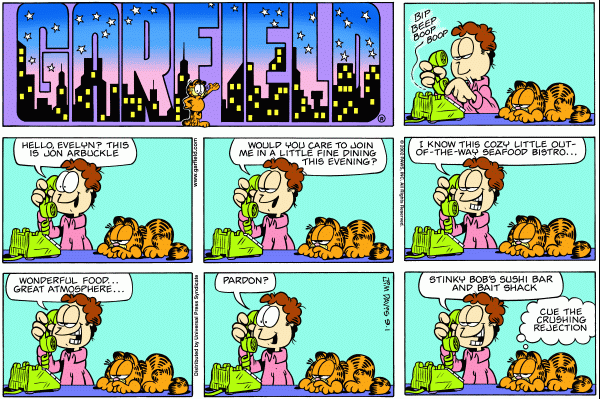 GARFIELD
BIP
BEEP
BOOP
BOOP
HELLO, EVELYN? THIS
IS JON ARBUCKLE
www.garfield.com
WOULD YOU CARE TO JOIN
ME IN A LITTLE FINE DINING
THIS EVENING?
I KNOW THIS COZY LITTLE OUT-
OF-THE-WAY SEAFOOD BISTRO...
WONDERFUL FOOD...
GREAT ATMOSPHERE...
Distributed by Universal Press Syndicate
PARDON?
JIM DAVIS 9-1
STINKY BOB'S SUSHI BAR
AND BAIT SHACK
CUE THE
CRUSHING
REJECTION